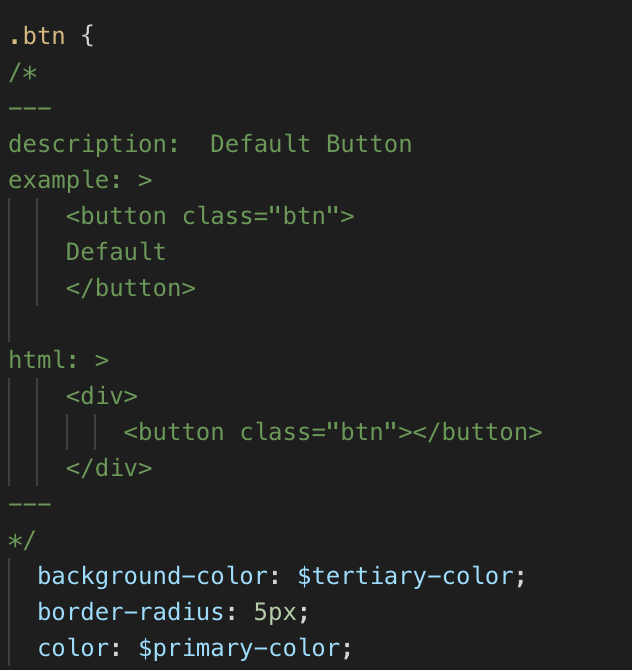 .btn {
/*
---
description:  Default Button
example: >
    <button class="btn">
    Default
    </button>

html: >
    <div>
        <button class="btn"></button>
    </div>
---
*/
  background-color: $tertiary-color;
  border-radius: 5px;
  color: $primary-color;